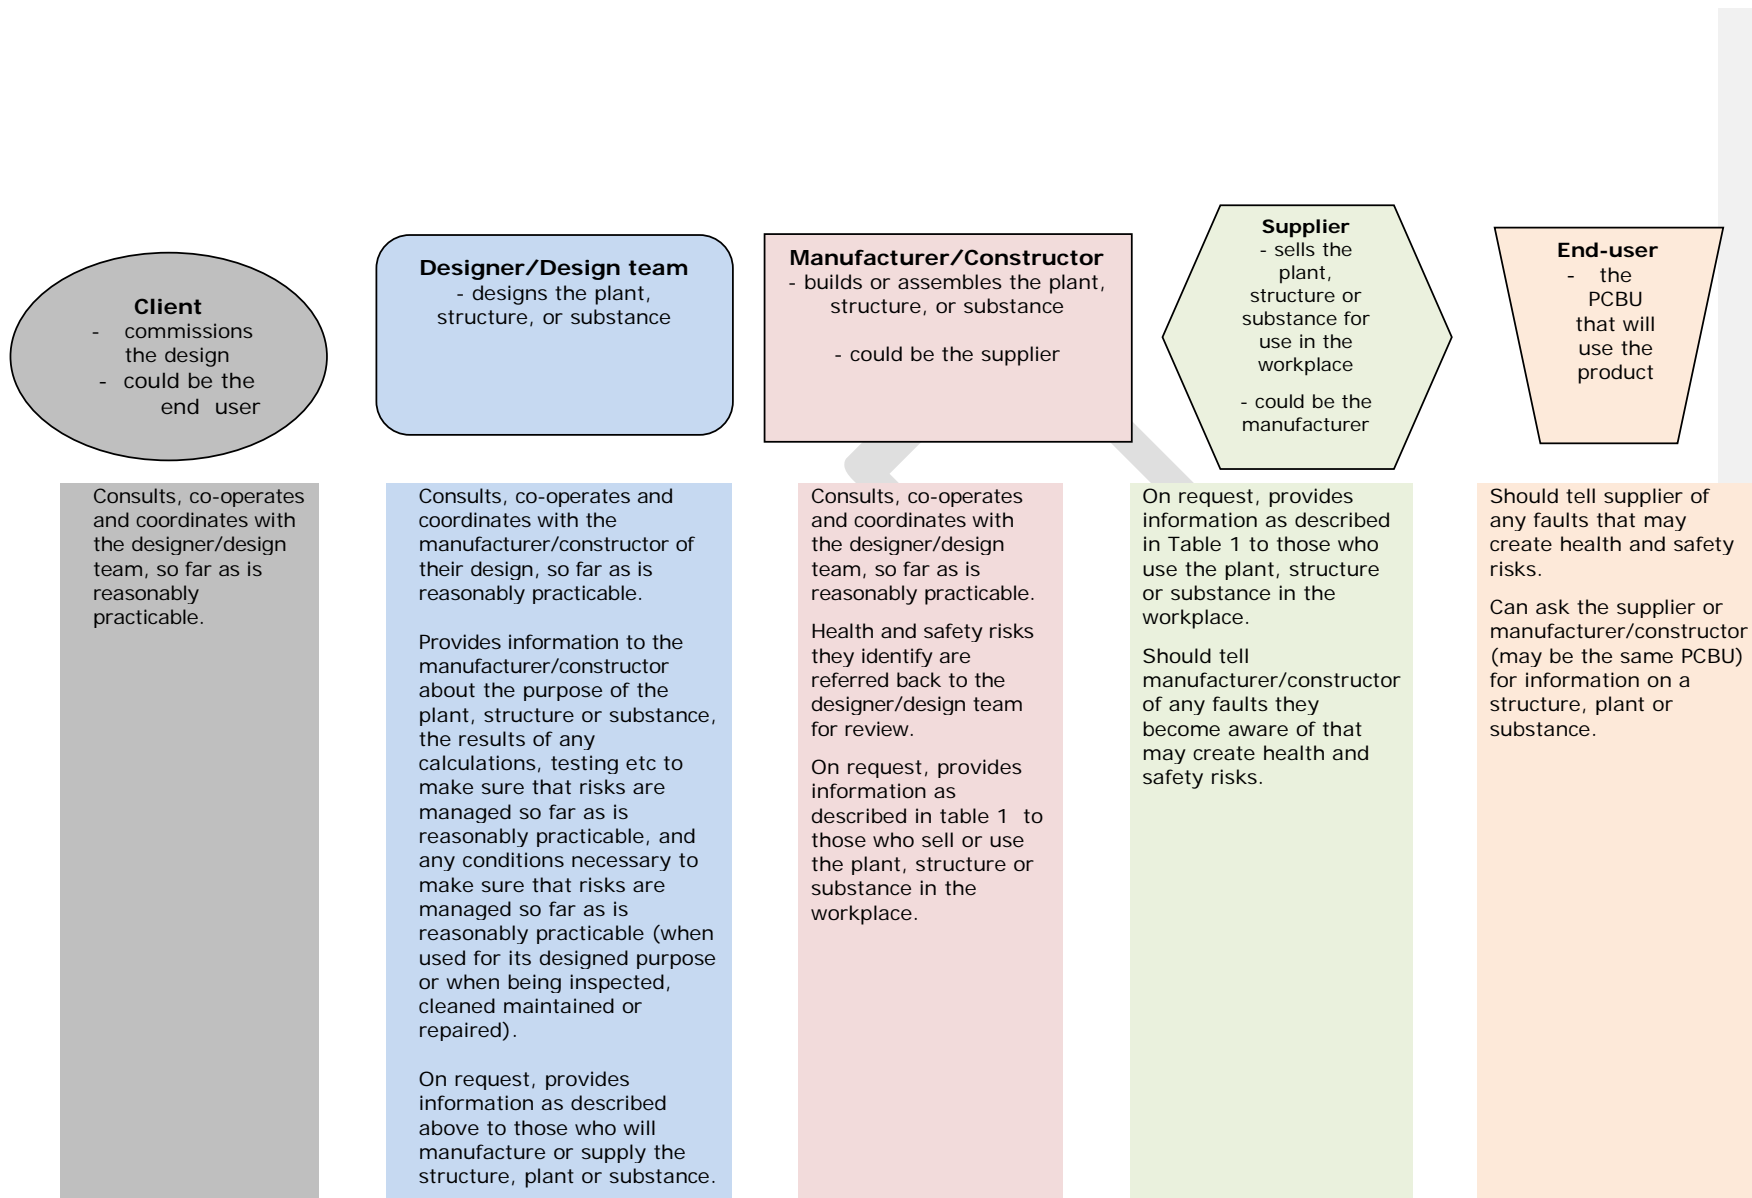 Client
- commissions
the design
- could be the
end user
Designer/Design team
- designs the plant,
structure, or substance
Manufacturer/Constructor
- builds or assembles the plant,
structure, or substance
- could be the supplier
Supplier
- sells the
plant,
structure or
substance for
use in the
workplace
- could be the
manufacturer
End-user
- the
PCBU
that will
use the
product
Consults, co-operates
and coordinates with
the designer/design
team, so far as is
reasonably
practicable.
Consults, co-operates and
coordinates with the
manufacturer/constructor of
their design, so far as is
reasonably practicable.
Provides information to the
manufacturer/constructor
about the purpose of the
plant, structure or substance,
the results of any
calculations, testing etc to
make sure that risks are
managed so far as is
reasonably practicable, and
any conditions necessary to
make sure that risks are
managed so far as is
reasonably practicable (when
used for its designed purpose
or when being inspected,
cleaned maintained or
repaired).
On request, provides
information as described
above to those who will
manufacture or supply the
structure, plant or substance.
Consults, co-operates
and coordinates with
the designer/design
team, so far as is
reasonably practicable.
Health and safety risks
they identify are
referred back to the
designer/design team
for review.
On request, provides
information as
described in table 1 to
those who sell or use
the plant, structure or
substance in the
workplace.
On request, provides
information as described
in Table 1 to those who
use the plant, structure
or substance in the
workplace.
Should tell
manufacturer/constructor
of any faults they
become aware of that
may create health and
safety risks.
Should tell supplier of
any faults that may
create health and safety
risks.
Can ask the supplier or
manufacturer/constructor
(may be the same PCBU)
for information on a
structure, plant or
substance.